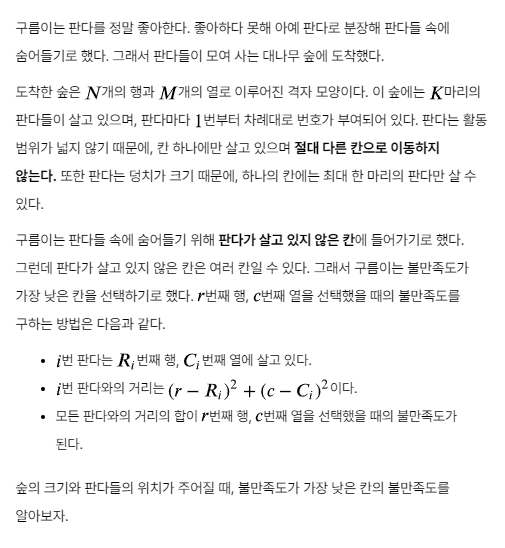 구름이는 판다를 정말 좋아한다. 좋아하다 못해 아예 판다로 분장해 판다들 속에
숨어들기로 했다. 그래서 판다들이 모여 사는 대나무 숲에 도착했다.
도착한 숲은 N개의 행과 M개의 열로 이루어진 격자 모양이다. 이 숲에는 K마리의
판다들이 살고 있으며, 판다마다 1번부터 차례대로 번호가 부여되어 있다. 판다는 활동
범위가 넓지 않기 때문에, 칸 하나에만 살고 있으며 절대 다른 칸으로 이동하지
않는다. 또한 판다는 덩치가 크기 때문에, 하나의 칸에는 최대 한 마리의 판다만 살 수
있다.
구름이는 판다들 속에 숨어들기 위해 판다가 살고 있지 않은 칸에 들어가기로 했다.
그런데 판다가 살고 있지 않은 칸은 여러 칸일 수 있다. 그래서 구름이는 불만족도가
가장 낮은 칸을 선택하기로 했다. r번째 행, c번째 열을 선택했을 때의 불만족도를
구하는 방법은 다음과 같다.
• i번 판다는 R_i번째 행, C_i번째 열에 살고 있다.
• i번 판다와의 거리는 (r − R_i)² + (c − C_i)²이다.
• 모든 판다와의 거리의 합이 r번째 행, c번째 열을 선택했을 때의 불만족도가
된다.
숲의 크기와 판다들의 위치가 주어질 때, 불만족도가 가장 낮은 칸의 불만족도를
알아보자.